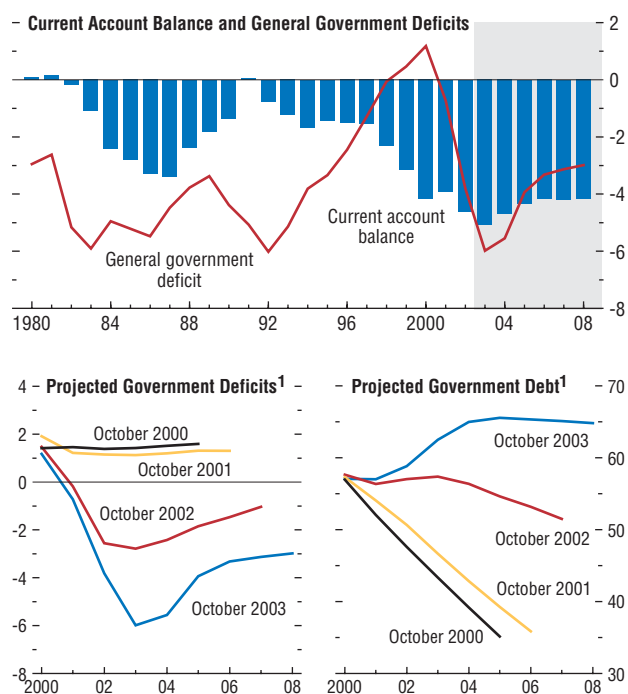 Current Account Balance and General Government Deficits
2
0
-2
-4
-6
-8
Current account
balance
General government
deficit
1980 84 88 92 96 2000 04 08
Projected Government Deficits¹
4
2
0
-2
-4
-6
-8
October 2000
October 2001
October 2002
October 2003
2000 02 04 06 08
Projected Government Debt¹
70
60
50
40
30
October 2003
October 2002
October 2001
October 2000
2000 02 04 06 08